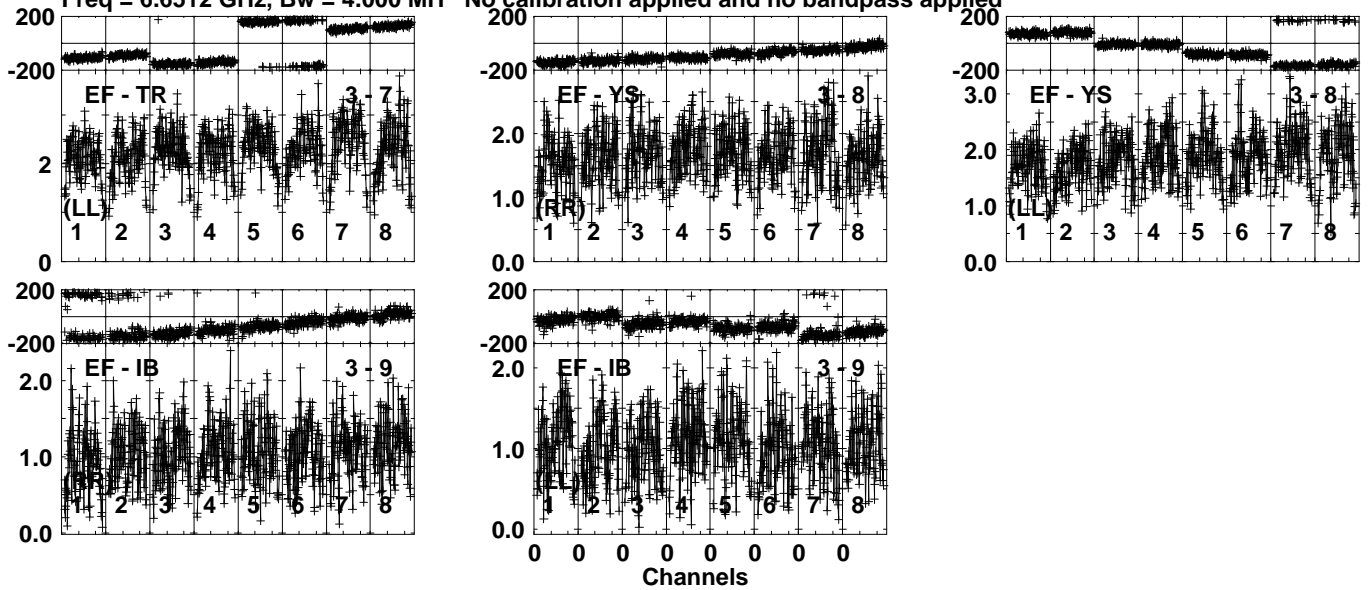 Freq = 6.6512 GHz, Bw = 4.000 MH No calibration applied and no bandpass applied
200
-200
EF - TR 3 - 7
2
(LL)
1 2 3 4 5 6 7 8
0
200
-200
EF - YS 3 - 8
2.0
1.0
(RR)
1 2 3 4 5 6 7 8
0.0
200
-200
3.0
EF - YS 3 - 8
2.0
1.0
(LL)
1 2 3 4 5 6 7 8
0.0
200
-200
EF - IB 3 - 9
2.0
1.0
(RR)
1 2 3 4 5 6 7 8
0.0
200
-200
EF - IB 3 - 9
2.0
1.0
(LL)
1 2 3 4 5 6 7 8
0.0
0 0 0 0 0 0 0 0
Channels